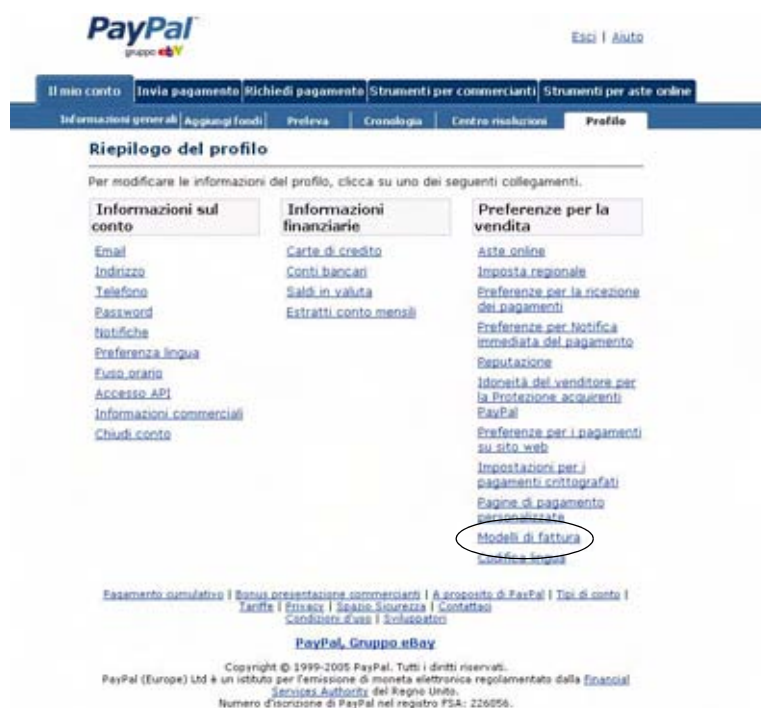 PayPal
gruppo ebY
Esci | Aiuto
Il mio conto Invia pagamento Richiedi pagamento Strumenti per commercianti Strumenti per aste online
Informazioni generali Aggiungi fondi Preleva Cronologia Centro risoluzioni Profilo
Riepilogo del profilo
Per modificare le informazioni del profilo, clicca su uno dei seguenti collegamenti.
Informazioni sul
conto
Email
Indirizzo
Telefono
Password
Notifiche
Preferenza lingua
Fuso orario
Accesso API
Informazioni commerciali
Chiudi conto
Informazioni
finanziarie
Carte di credito
Conti bancari
Saldi in valuta
Estratti conto mensili
Preferenze per la
vendita
Aste online
Imposta regionale
Preferenze per la ricezione
dei pagamenti
Preferenze per Notifica
immediata del pagamento
Reputazione
Idoneità del venditore per
la Protezione acquirenti
PayPal
Preferenze per i pagamenti
su sito web
Impostazioni per i
pagamenti crittografati
Pagine di pagamento
personalizzate
Modelli di fattura
Codifica lingua
Pagamento cumulativo | Bonus presentazione commercianti | A proposito di PayPal | Tipi di conto |
Tariffe | Privacy | Spazio Sicurezza | Contattaci
Condizioni d'uso | Sviluppatori
PayPal, Gruppo eBay
Copyright © 1999-2005 PayPal. Tutti i diritti riservati.
PayPal (Europe) Ltd è un istituto per l'emissione di moneta elettronica regolamentato dalla Financial
Services Authority del Regno Unito.
Numero d'iscrizione di PayPal nel registro FSA: 226056.